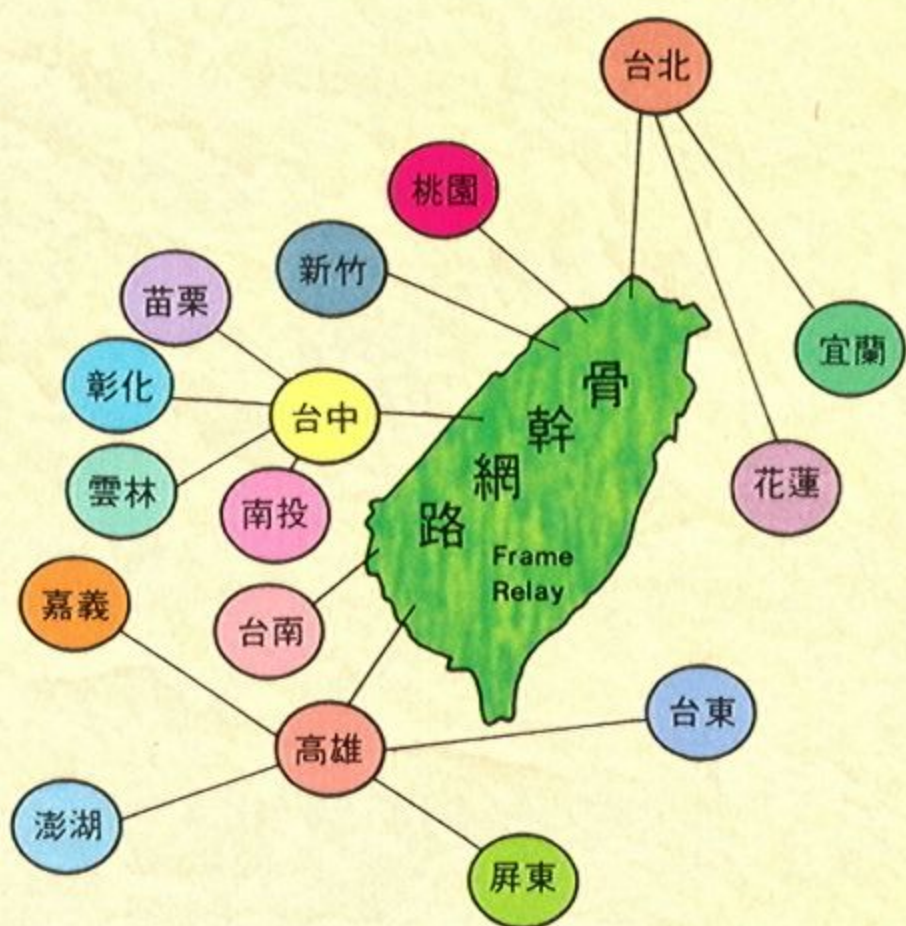 台北
桃園
新竹
苗栗
宜蘭
彰化
台中
骨幹網路
雲林
南投
花蓮
Frame
Relay
嘉義
台南
台東
高雄
澎湖
屏東